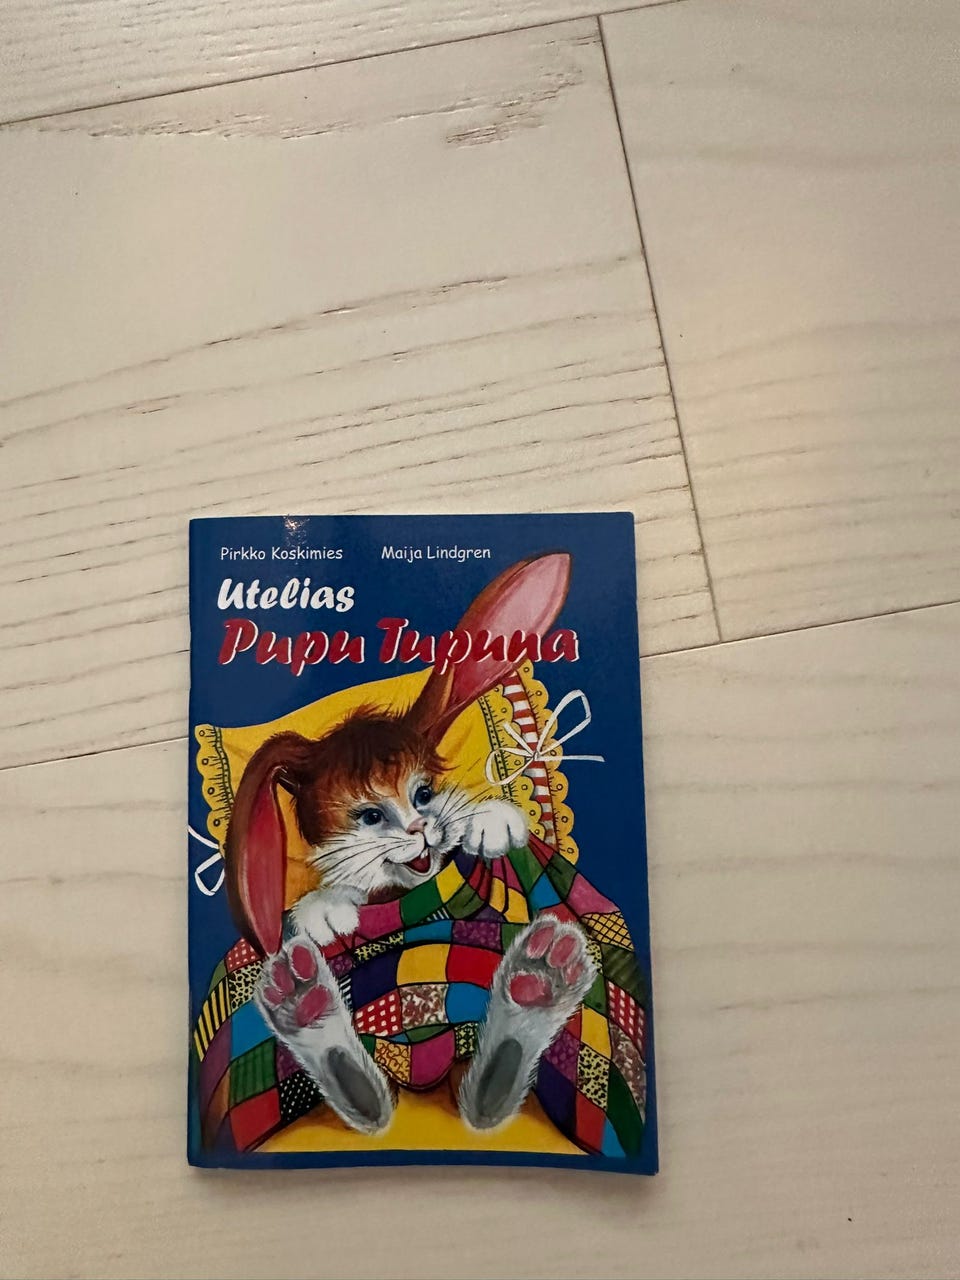 Pirkko Koskimies Maija Lindgren
Utelias
Pupu Tupuna